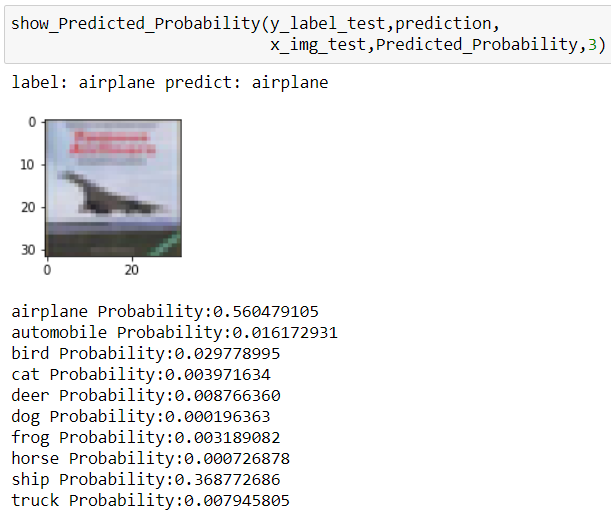 show_Predicted_Probability(y_label_test,prediction,
x_img_test,Predicted_Probability,3)
label: airplane predict: airplane
0
10
20
30
0 20
airplane Probability:0.560479105
automobile Probability:0.016172931
bird Probability:0.029778995
cat Probability:0.003971634
deer Probability:0.008766360
dog Probability:0.000196363
frog Probability:0.003189082
horse Probability:0.000726878
ship Probability:0.368772686
truck Probability:0.007945805